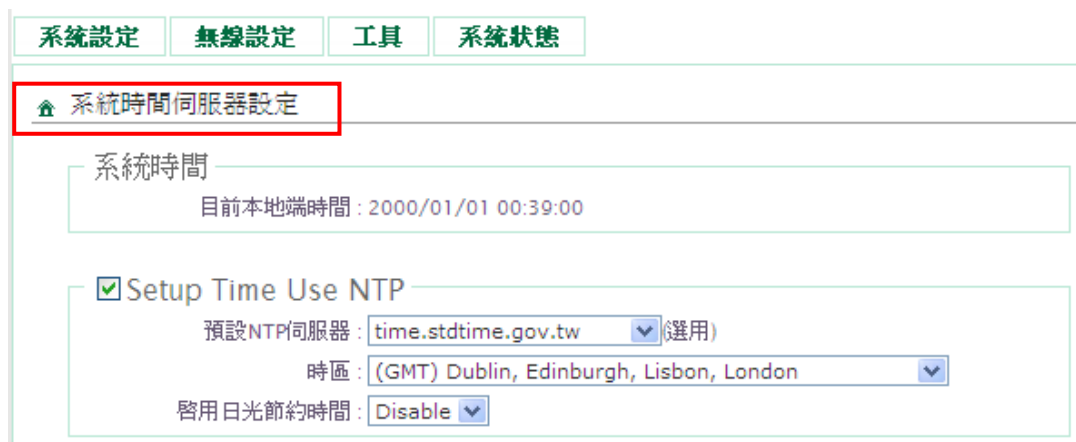 系統設定 無線設定 工具 系統狀態
系統時間伺服器設定
系統時間
目前本地端時間 : 2000/01/01 00:39:00
Setup Time Use NTP
預設NTP伺服器 : time.stdtime.gov.tw (選用)
時區 : (GMT) Dublin, Edinburgh, Lisbon, London
啓用日光節約時間 : Disable